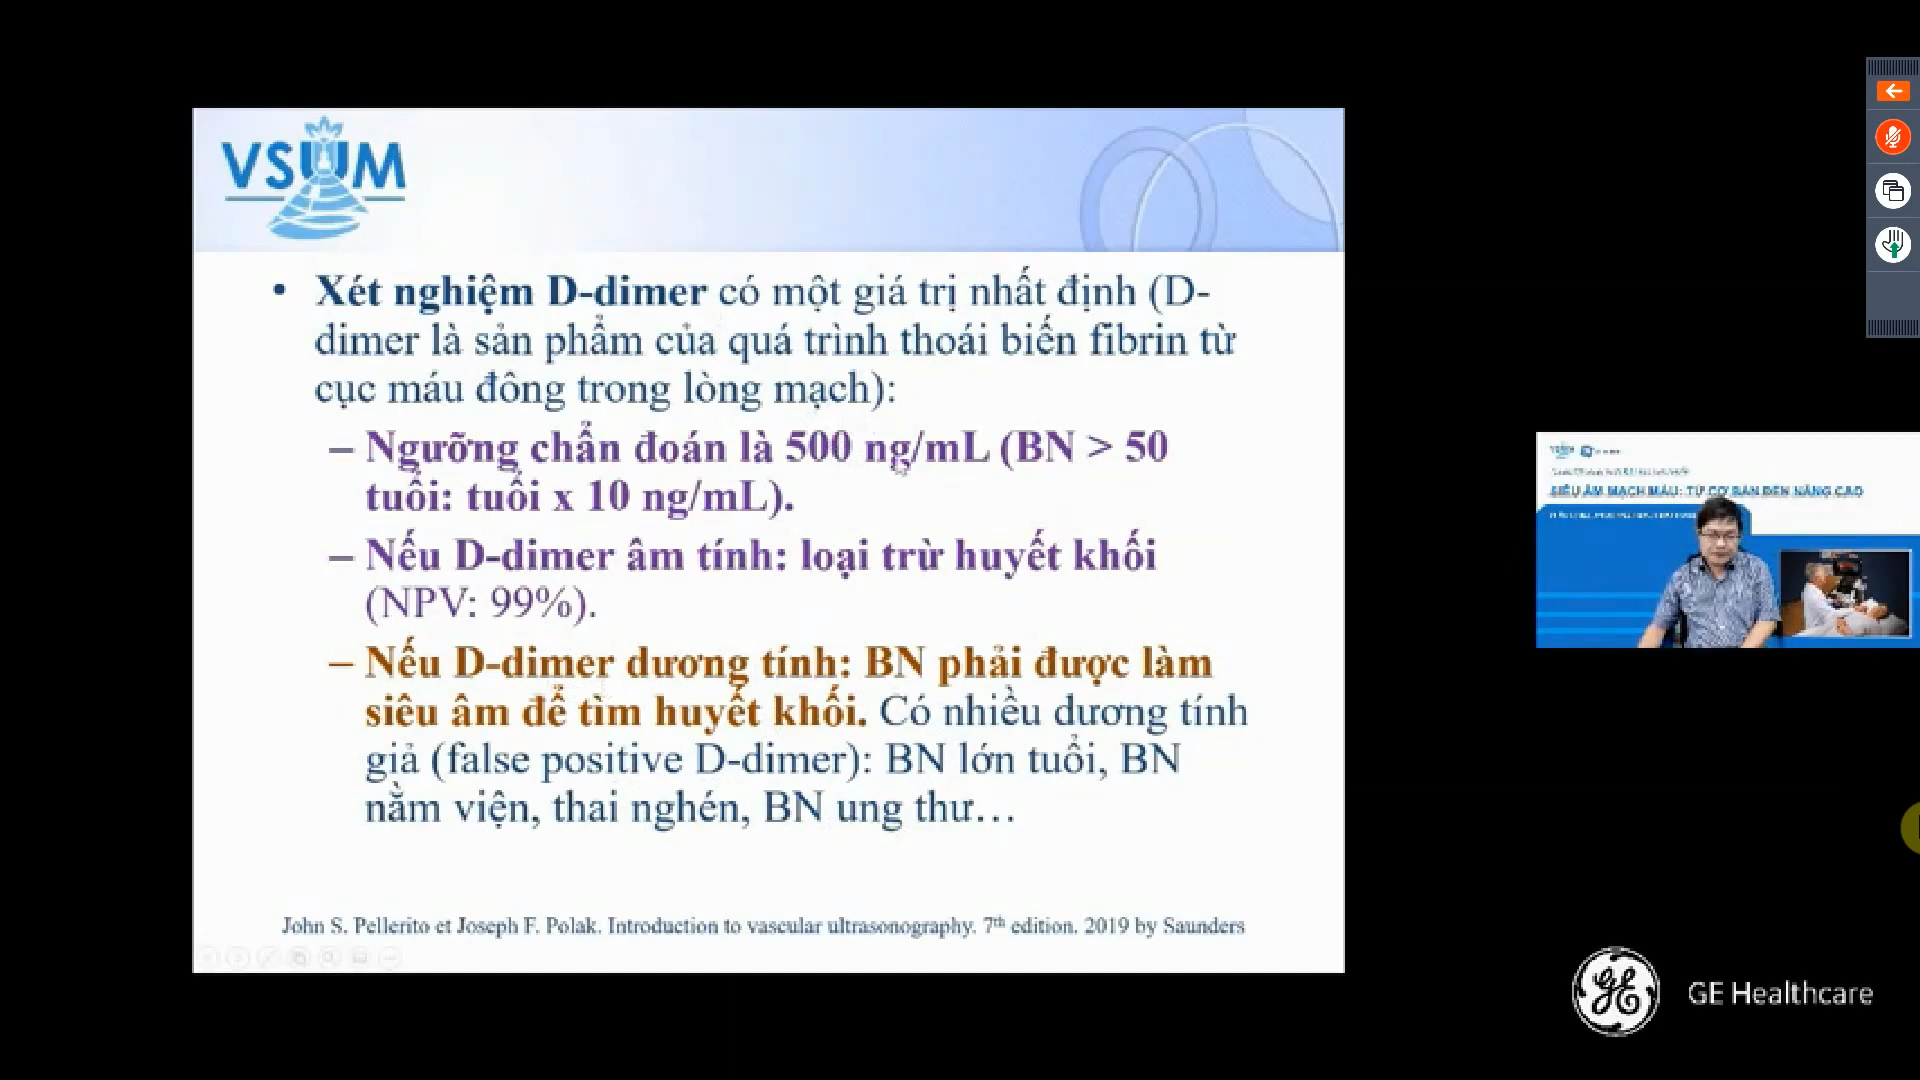 VSUM
• Xét nghiệm D-dimer có một giá trị nhất định (D-
dimer là sản phẩm của quá trình thoái biến fibrin từ
cục máu đông trong lòng mạch):
– Ngưỡng chẩn đoán là 500 ng/mL (BN > 50
tuổi: tuổi x 10 ng/mL).
– Nếu D-dimer âm tính: loại trừ huyết khối
(NPV: 99%).
– Nếu D-dimer dương tính: BN phải được làm
siêu âm để tìm huyết khối. Có nhiều dương tính
giả (false positive D-dimer): BN lớn tuổi, BN
nằm viện, thai nghén, BN ung thư…
John S. Pellerito et Joseph F. Polak. Introduction to vascular ultrasonography. 7th edition. 2019 by Saunders
SIÊU ÂM MẠCH MÁU: TỪ CƠ BẢN ĐẾN NÂNG CAO
GE Healthcare